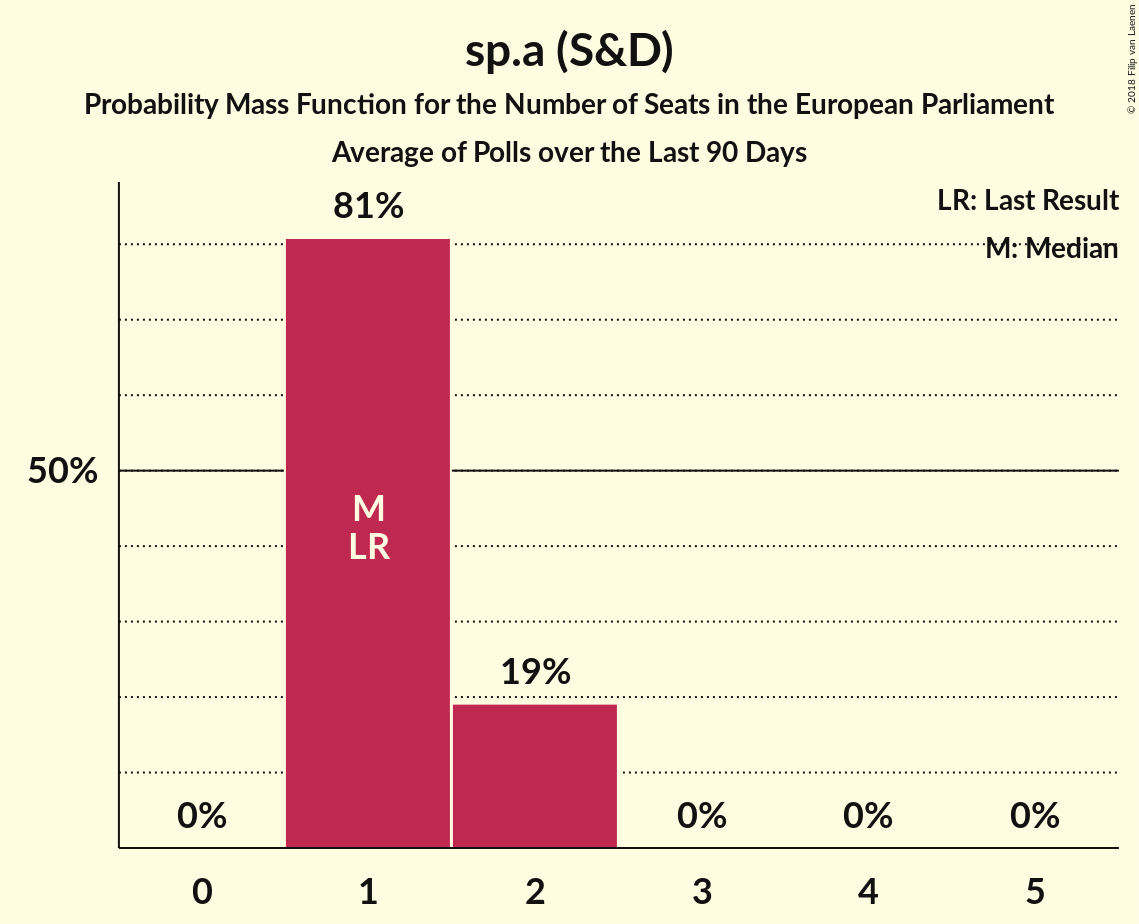 sp.a (S&D)
Probability Mass Function for the Number of Seats in the European Parliament
Average of Polls over the Last 90 Days
© 2018 Filip van Laenen
LR: Last Result
M: Median
81%
50%
M
LR
19%
0%
0%
0%
0%
0 1 2 3 4 5